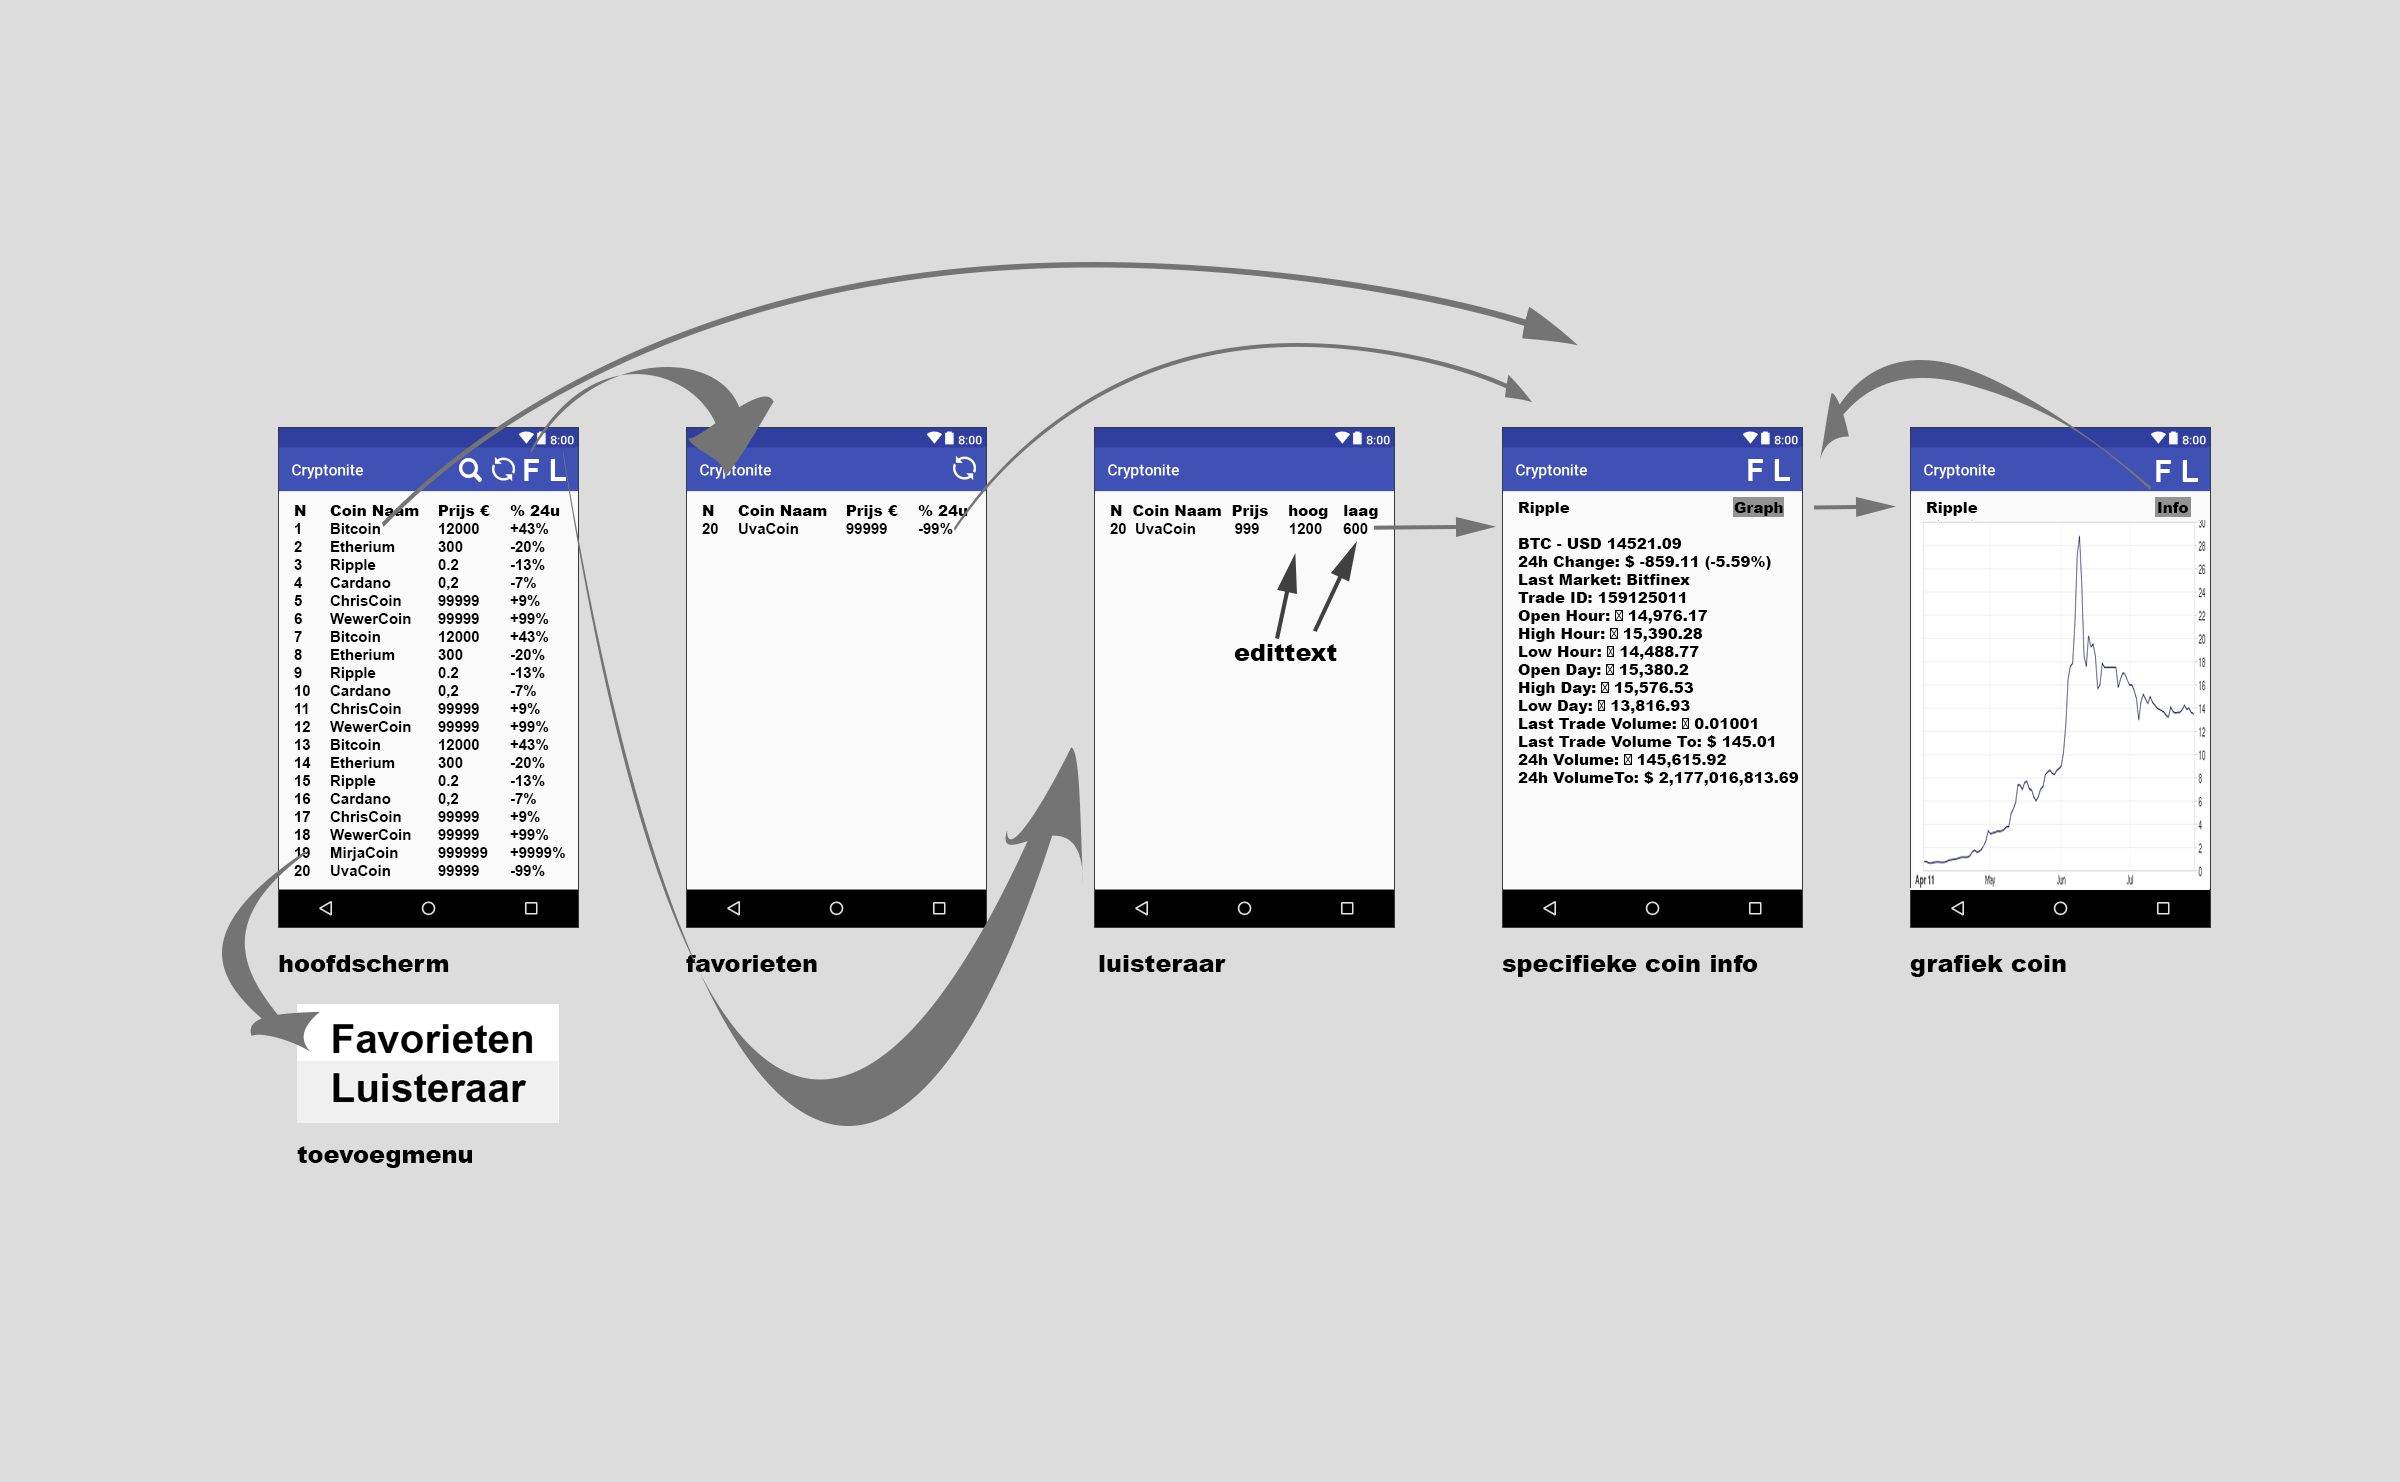 8:00
Cryptonite F L
N Coin Naam Prijs € % 24u
1 Bitcoin 12000 +43%
2 Etherium 300 -20%
3 Ripple 0.2 -13%
4 Cardano 0,2 -7%
5 ChrisCoin 99999 +9%
6 WewerCoin 99999 +99%
7 Bitcoin 12000 +43%
8 Etherium 300 -20%
9 Ripple 0.2 -13%
10 Cardano 0,2 -7%
11 ChrisCoin 99999 +9%
12 WewerCoin 99999 +99%
13 Bitcoin 12000 +43%
14 Etherium 300 -20%
15 Ripple 0.2 -13%
16 Cardano 0,2 -7%
17 ChrisCoin 99999 +9%
18 WewerCoin 99999 +99%
19 MirjaCoin 999999 +9999%
20 UvaCoin 99999 -99%
hoofdscherm
Favorieten
Luisteraar
toevoegmenu
8:00
Cryptonite
N Coin Naam Prijs € % 24u
20 UvaCoin 99999 -99%
favorieten
8:00
Cryptonite
N Coin Naam Prijs hoog laag
20 UvaCoin 999 1200 600
edittext
luisteraar
8:00
Cryptonite F L
Ripple Graph
BTC - USD 14521.09
24h Change: $ -859.11 (-5.59%)
Last Market: Bitfinex
Trade ID: 159125011
Open Hour: 14,976.17
High Hour: 15,390.28
Low Hour: 14,488.77
Open Day: 15,380.2
High Day: 15,576.53
Low Day: 13,816.93
Last Trade Volume: 0.01001
Last Trade Volume To: $ 145.01
24h Volume: 145,615.92
24h VolumeTo: $ 2,177,016,813.69
specifieke coin info
8:00
Cryptonite F L
Ripple Info
30
28
26
24
22
20
18
16
14
12
10
8
6
4
2
0
Apr 11 May Jun Jul
grafiek coin